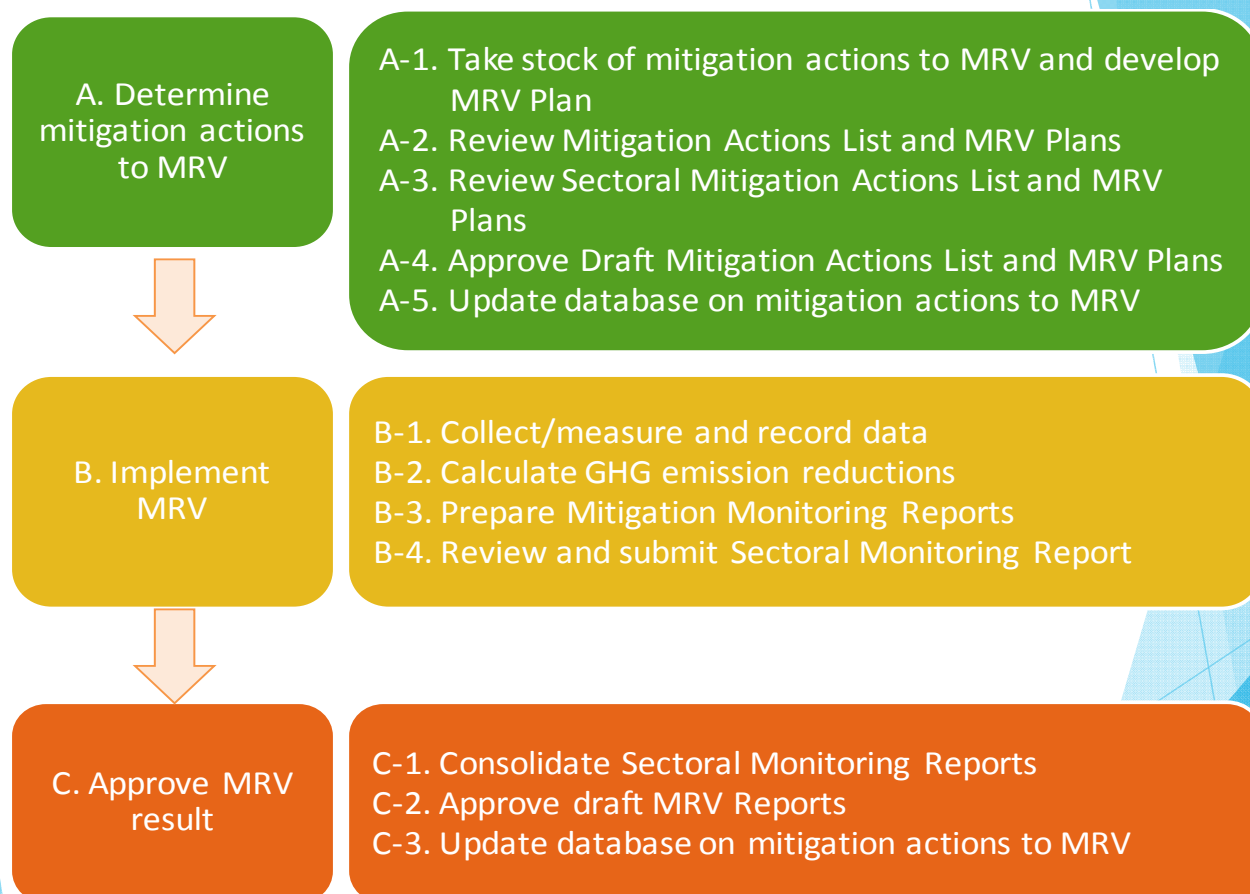 A. Determine
mitigation actions
to MRV
A-1. Take stock of mitigation actions to MRV and develop
MRV Plan
A-2. Review Mitigation Actions List and MRV Plans
A-3. Review Sectoral Mitigation Actions List and MRV
Plans
A-4. Approve Draft Mitigation Actions List and MRV Plans
A-5. Update database on mitigation actions to MRV
B. Implement
MRV
B-1. Collect/measure and record data
B-2. Calculate GHG emission reductions
B-3. Prepare Mitigation Monitoring Reports
B-4. Review and submit Sectoral Monitoring Report
C. Approve MRV
result
C-1. Consolidate Sectoral Monitoring Reports
C-2. Approve draft MRV Reports
C-3. Update database on mitigation actions to MRV